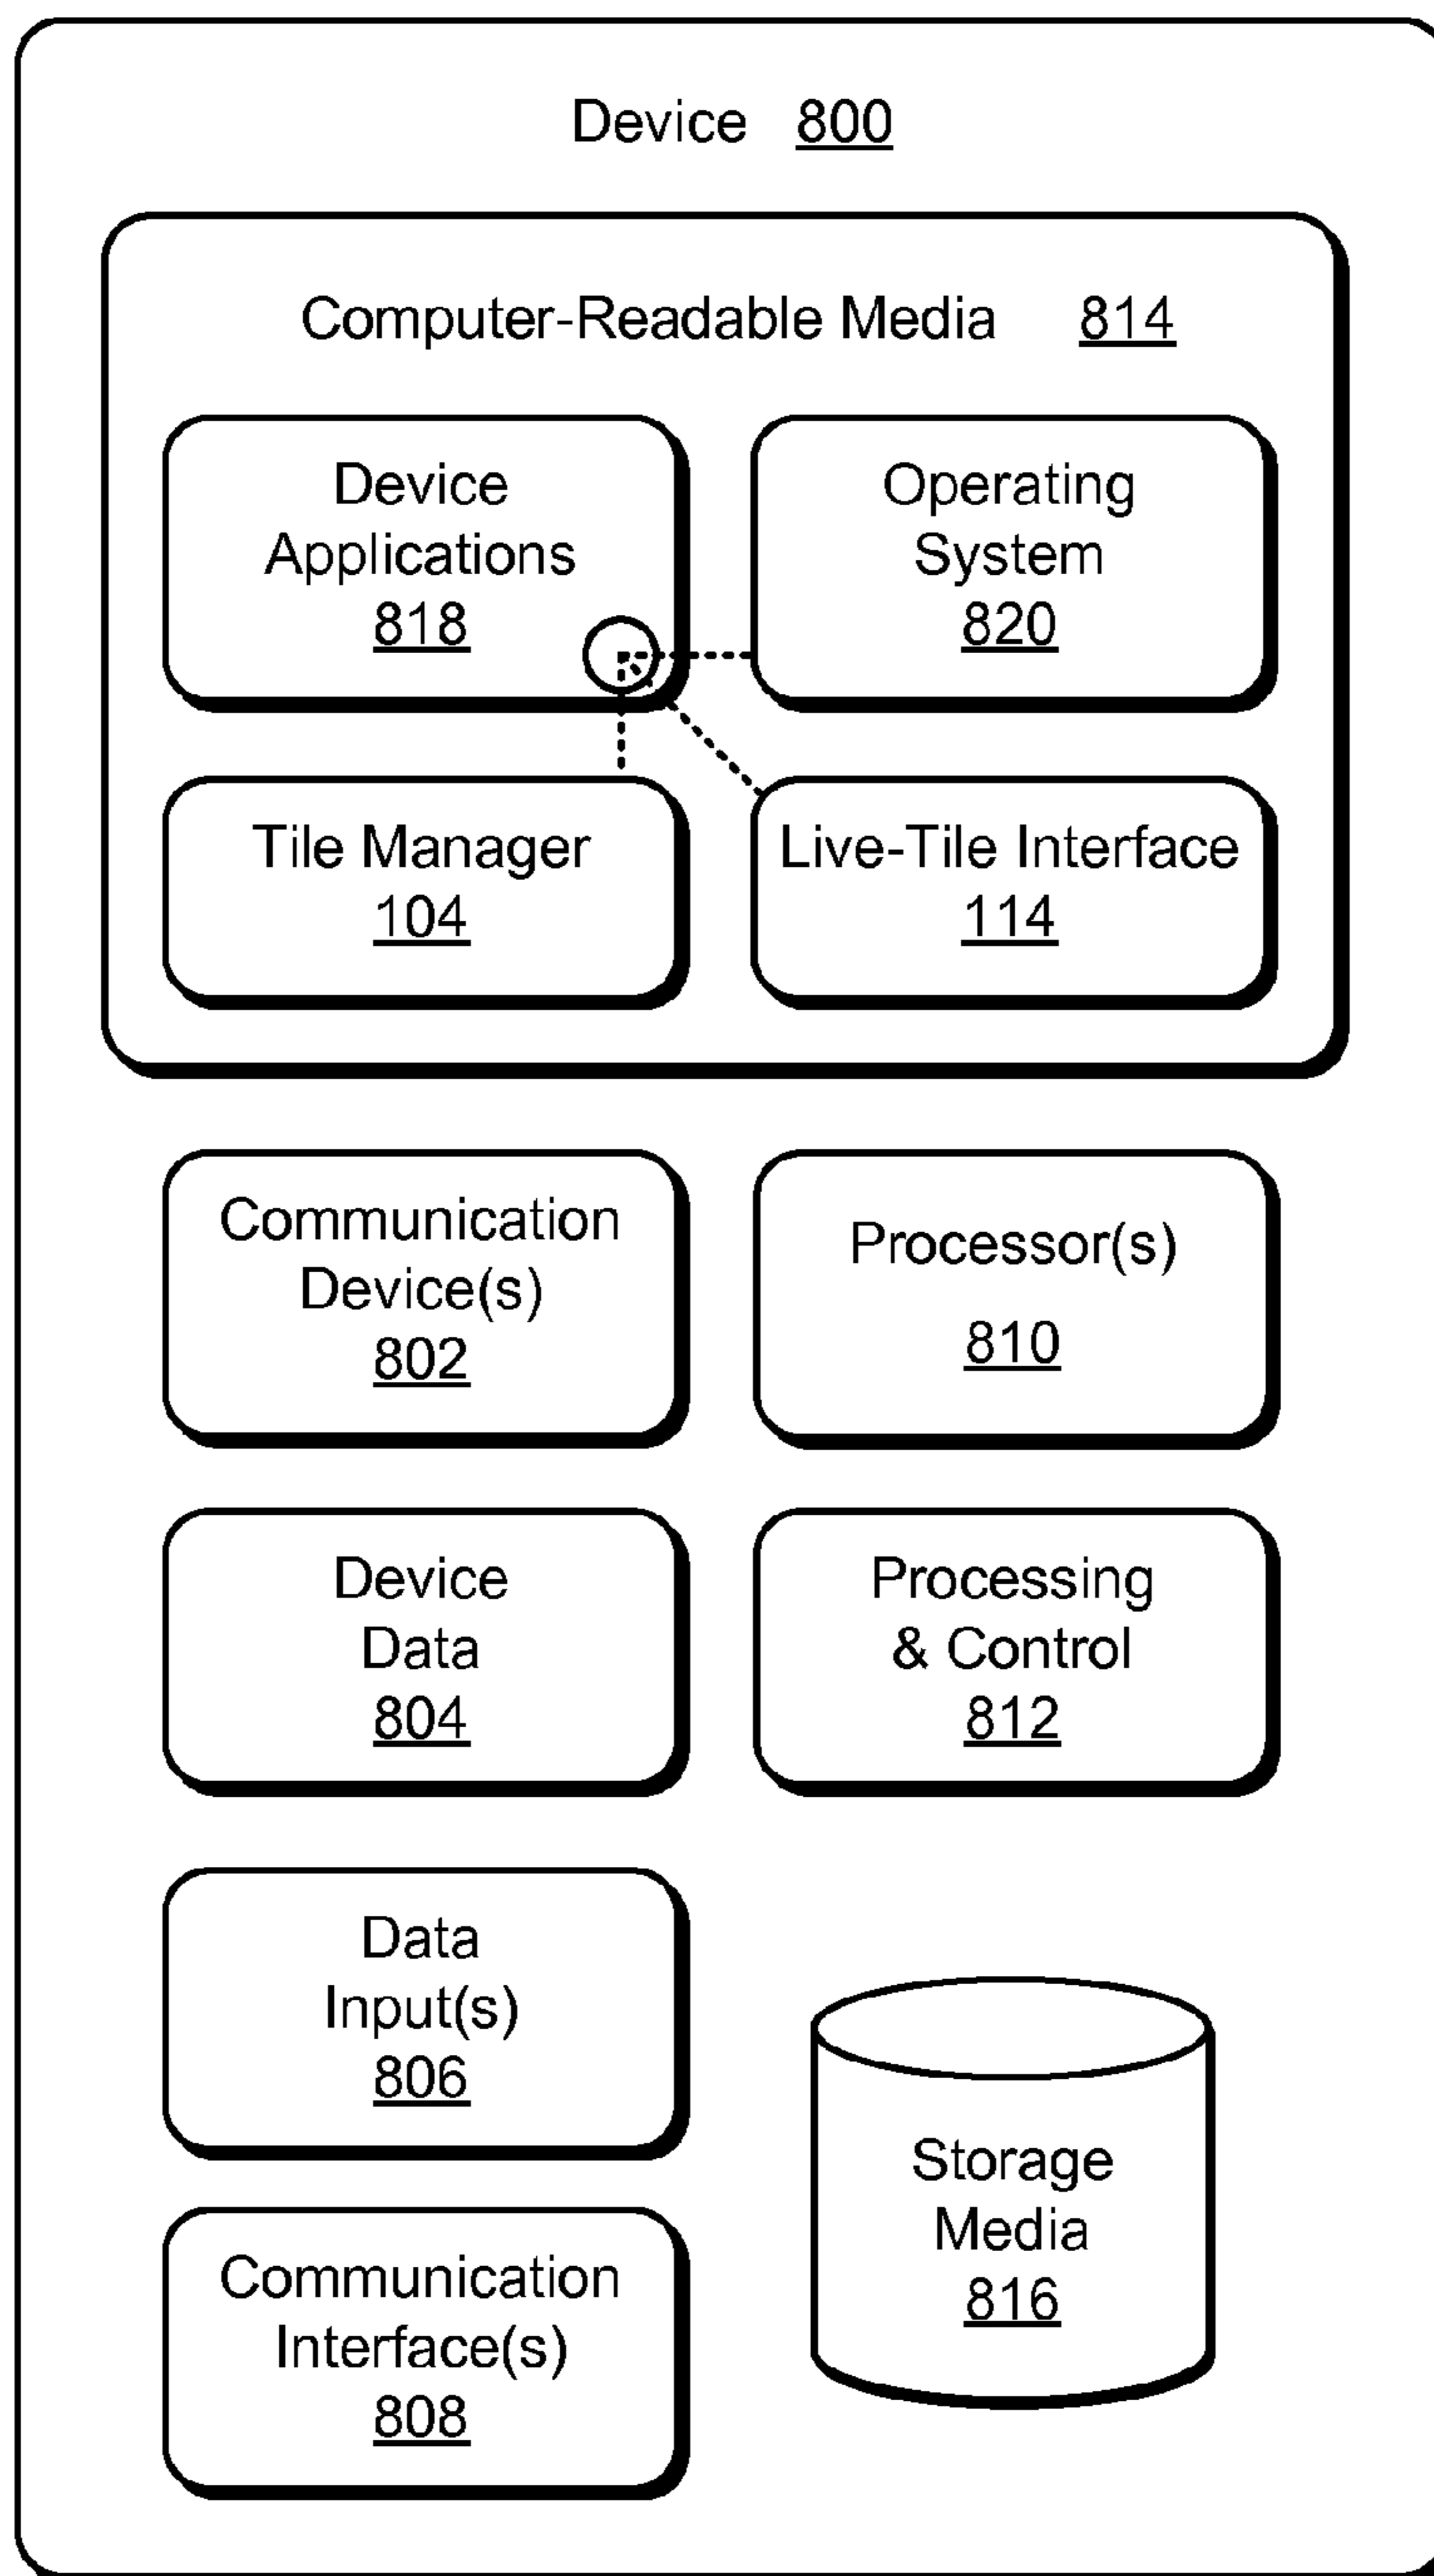 Device 800
Computer-Readable Media 814
Device
Applications
818
Operating
System
820
Tile Manager
104
Live-Tile Interface
114
Communication
Device(s)
802
Processor(s)
810
Device
Data
804
Processing
& Control
812
Data
Input(s)
806
Storage
Media
816
Communication
Interface(s)
808